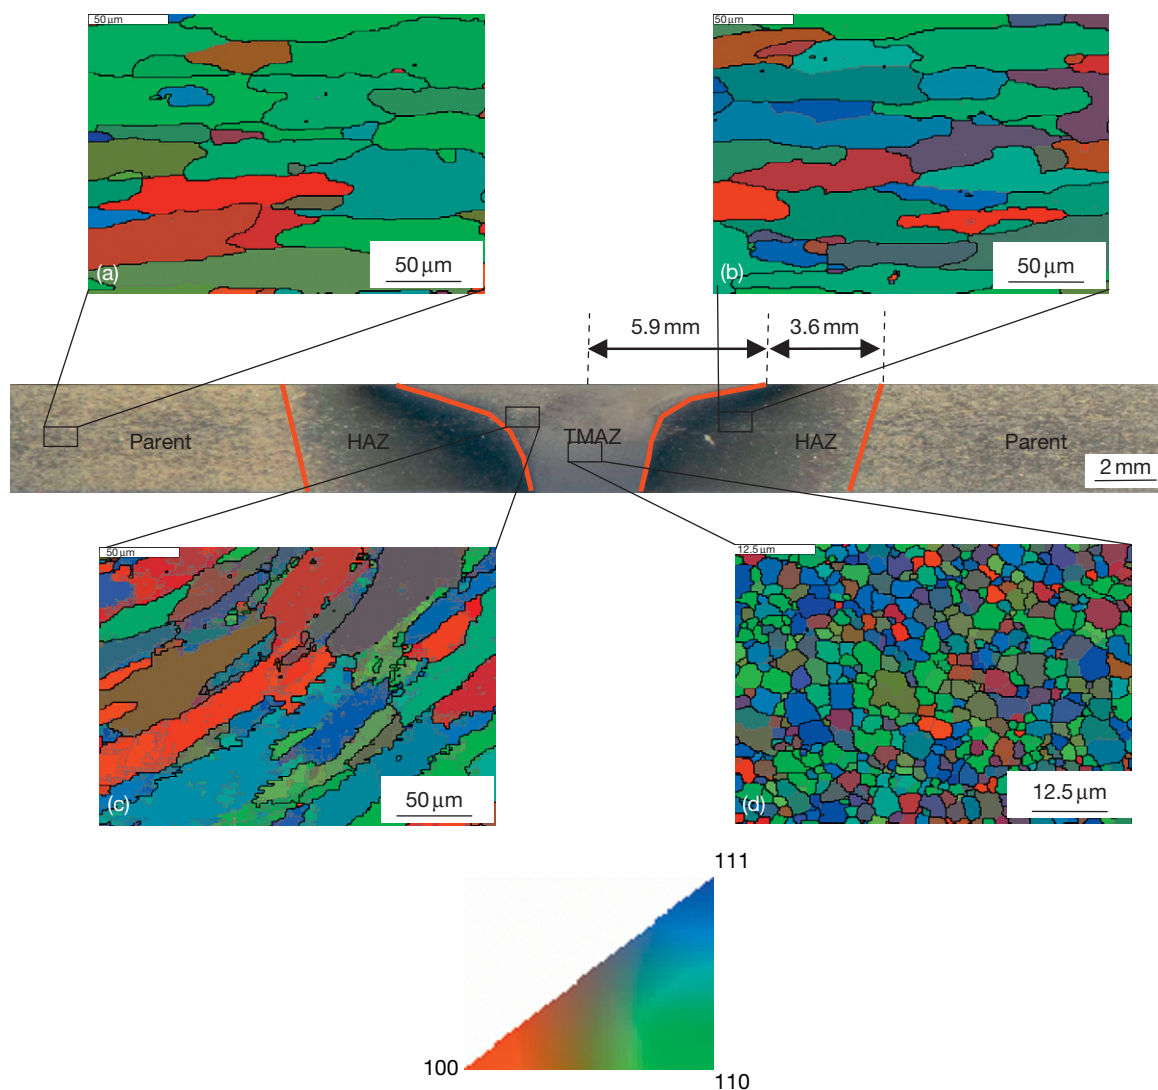 50 μm
50 μm
(a)
50 μm
(b)
50 μm
5.9 mm
3.6 mm
Parent
HAZ
TMAZ
HAZ
Parent
2 mm
50 μm
12.5 μm
(c)
50 μm
(d)
12.5 μm
111
100
110